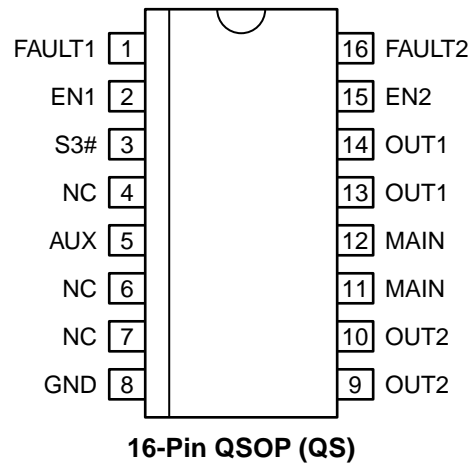 FAULT1 1 16 FAULT2
EN1 2 15 EN2
S3# 3 14 OUT1
NC 4 13 OUT1
AUX 5 12 MAIN
NC 6 11 MAIN
NC 7 10 OUT2
GND 8 9 OUT2
16-Pin QSOP (QS)